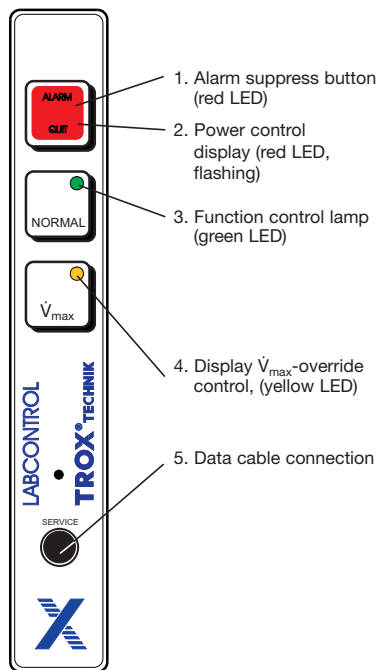 ALARM
QUIT
NORMAL
V̇max
LABCONTROL
TROX® TECHNIK
SERVICE
1. Alarm suppress button
(red LED)
2. Power control
display (red LED,
flashing)
3. Function control lamp
(green LED)
4. Display V̇max-override
control, (yellow LED)
5. Data cable connection